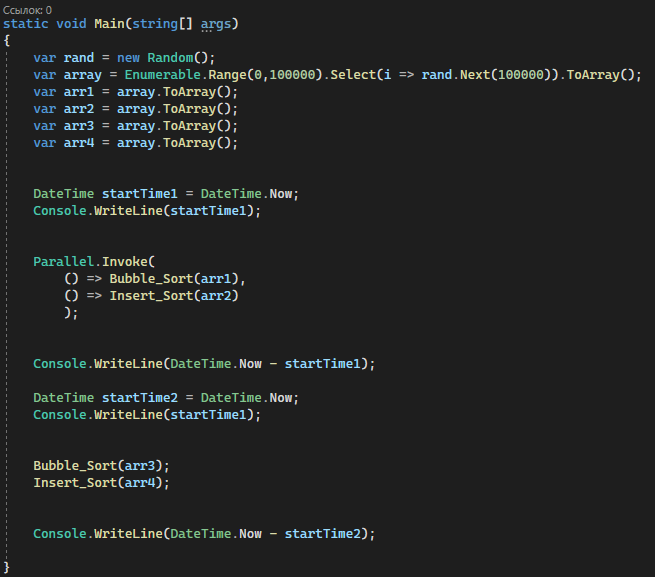 Ссылок: 0
static void Main(string[] args)
{
var rand = new Random();
var array = Enumerable.Range(0,100000).Select(i => rand.Next(100000)).ToArray();
var arr1 = array.ToArray();
var arr2 = array.ToArray();
var arr3 = array.ToArray();
var arr4 = array.ToArray();
DateTime startTime1 = DateTime.Now;
Console.WriteLine(startTime1);
Parallel.Invoke(
() => Bubble_Sort(arr1),
() => Insert_Sort(arr2)
);
Console.WriteLine(DateTime.Now - startTime1);
DateTime startTime2 = DateTime.Now;
Console.WriteLine(startTime1);
Bubble_Sort(arr3);
Insert_Sort(arr4);
Console.WriteLine(DateTime.Now - startTime2);
}